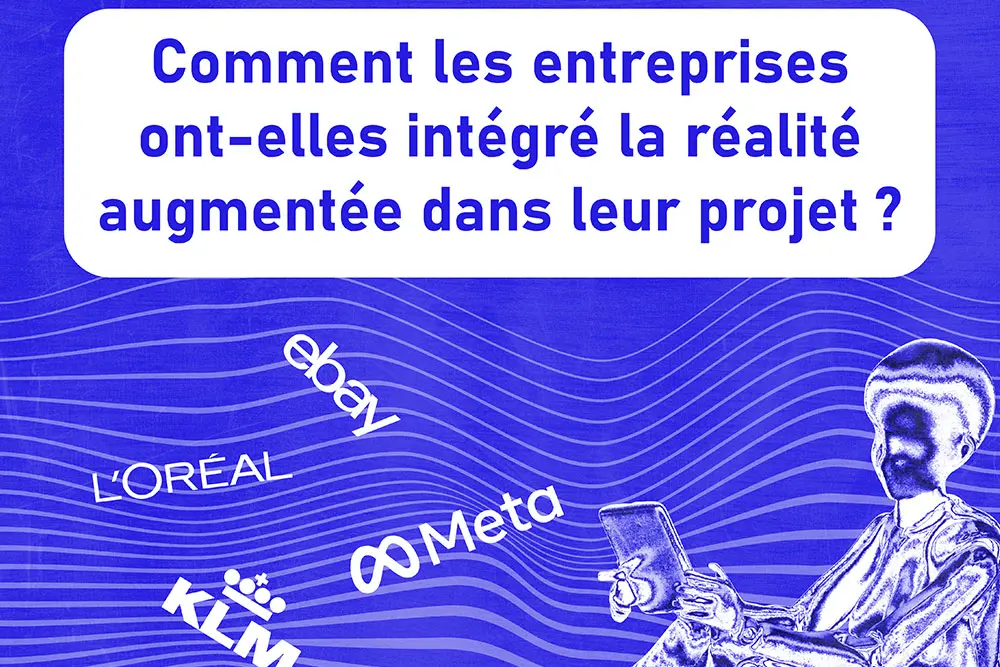 Comment les entreprises
ont-elles intégré la réalité
augmentée dans leur projet ?
ebay
L'ORÉAL
Meta
KLM